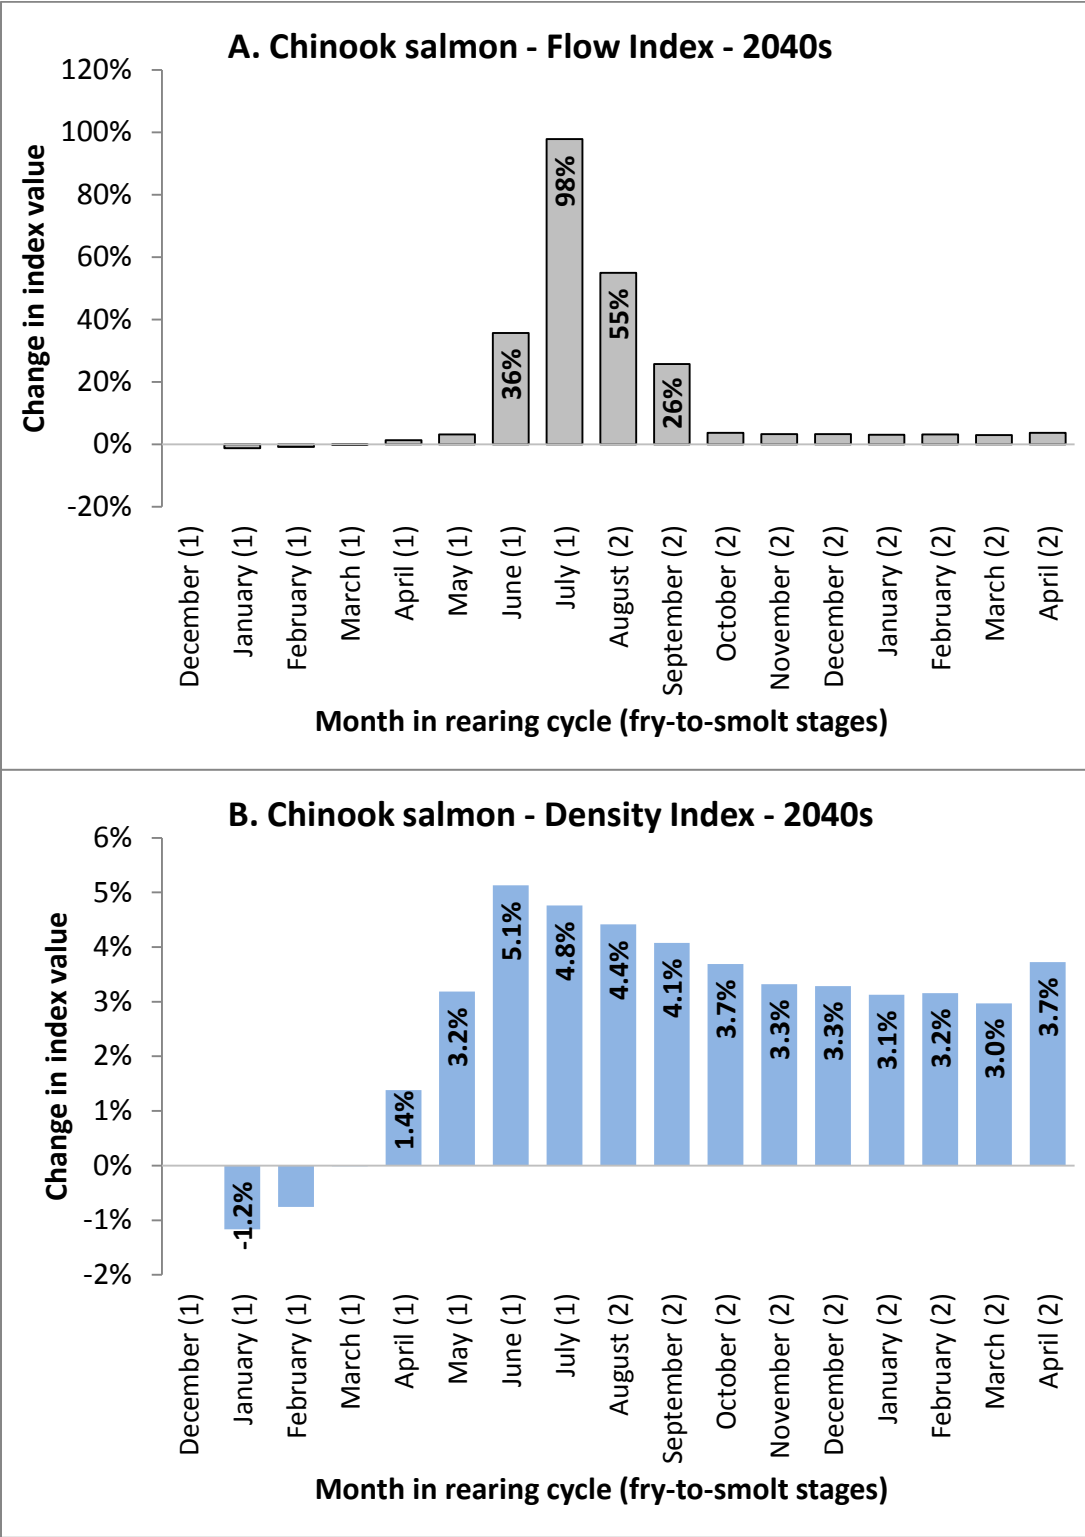 A. Chinook salmon - Flow Index - 2040s
120%
100%
80%
60%
40%
20%
0%
-20%
Change in index value
36%
98%
55%
26%
December (1)
January (1)
February (1)
March (1)
April (1)
May (1)
June (1)
July (1)
August (2)
September (2)
October (2)
November (2)
December (2)
January (2)
February (2)
March (2)
April (2)
Month in rearing cycle (fry-to-smolt stages)
B. Chinook salmon - Density Index - 2040s
6%
5%
4%
3%
2%
1%
0%
-1%
-2%
Change in index value
-1.2%
1.4%
3.2%
5.1%
4.8%
4.4%
4.1%
3.7%
3.3%
3.3%
3.1%
3.2%
3.0%
3.7%
December (1)
January (1)
February (1)
March (1)
April (1)
May (1)
June (1)
July (1)
August (2)
September (2)
October (2)
November (2)
December (2)
January (2)
February (2)
March (2)
April (2)
Month in rearing cycle (fry-to-smolt stages)